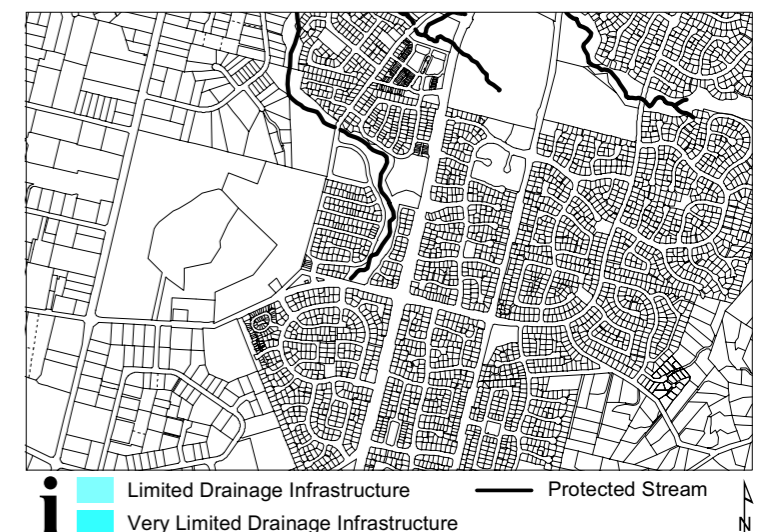 i
Limited Drainage Infrastructure
Protected Stream
Very Limited Drainage Infrastructure
N